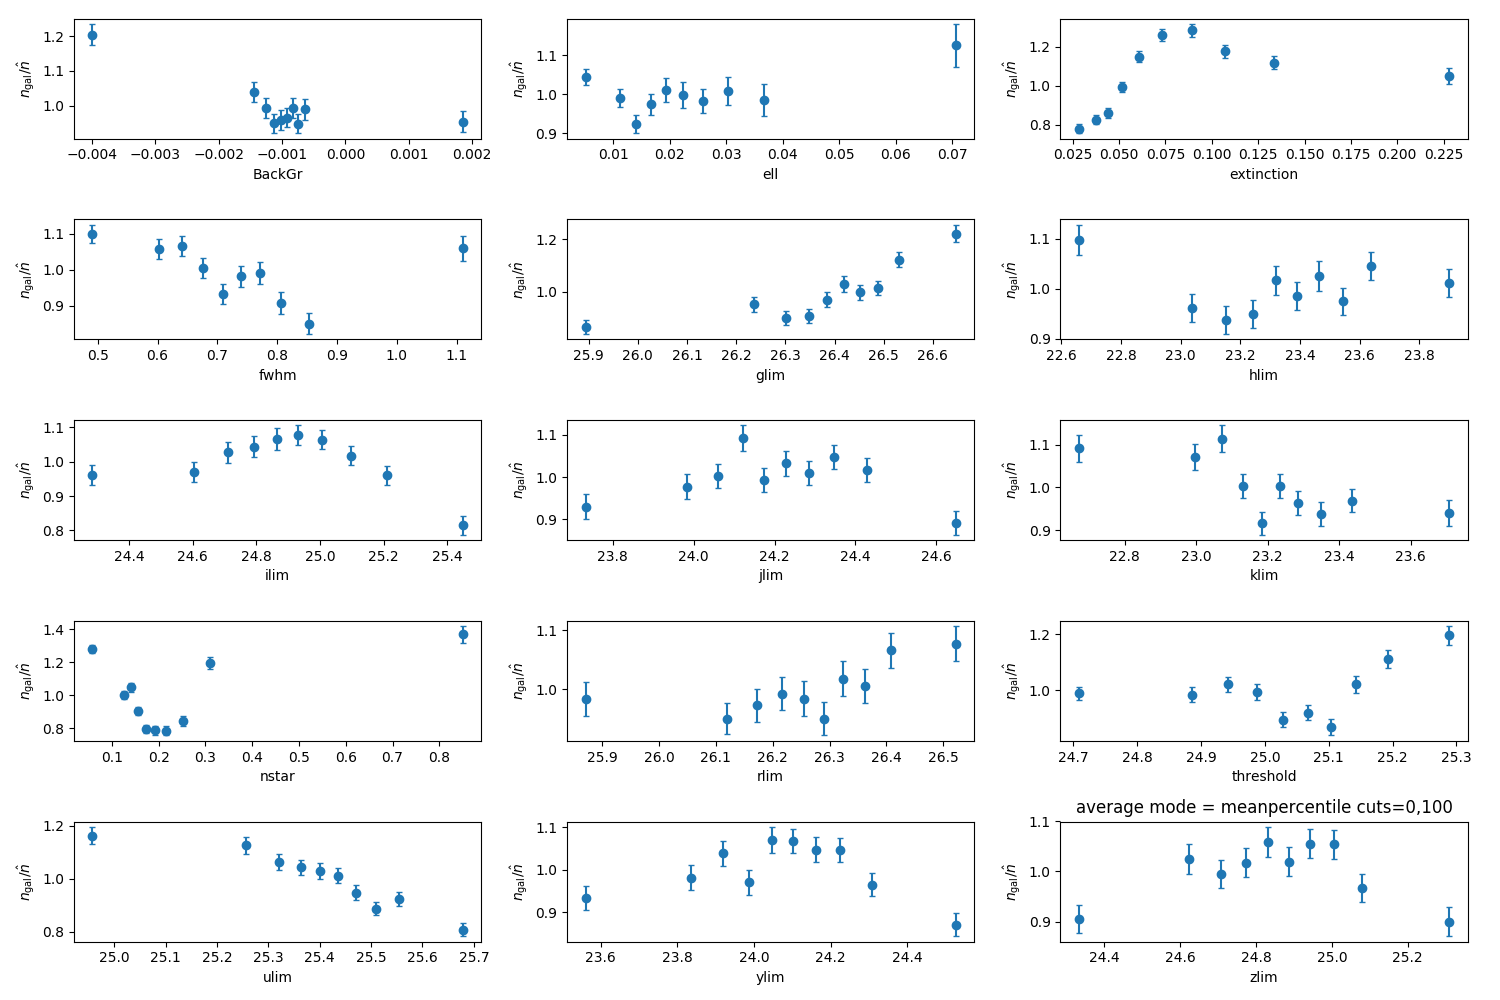 1.2
1.1
1.0
n_gal/n̂
−0.004 −0.003 −0.002 −0.001 0.000 0.001 0.002
BackGr
1.1
1.0
0.9
n_gal/n̂
0.01 0.02 0.03 0.04 0.05 0.06 0.07
ell
1.2
1.0
0.8
n_gal/n̂
0.025 0.050 0.075 0.100 0.125 0.150 0.175 0.200 0.225
extinction
1.1
1.0
0.9
n_gal/n̂
0.5 0.6 0.7 0.8 0.9 1.0 1.1
fwhm
1.2
1.0
n_gal/n̂
25.9 26.0 26.1 26.2 26.3 26.4 26.5 26.6
glim
1.1
1.0
0.9
n_gal/n̂
22.6 22.8 23.0 23.2 23.4 23.6 23.8
hlim
1.1
1.0
0.9
0.8
n_gal/n̂
24.4 24.6 24.8 25.0 25.2 25.4
ilim
1.1
1.0
0.9
n_gal/n̂
23.8 24.0 24.2 24.4 24.6
jlim
1.1
1.0
0.9
n_gal/n̂
22.8 23.0 23.2 23.4 23.6
klim
1.4
1.2
1.0
0.8
n_gal/n̂
0.1 0.2 0.3 0.4 0.5 0.6 0.7 0.8
nstar
1.1
1.0
n_gal/n̂
25.9 26.0 26.1 26.2 26.3 26.4 26.5
rlim
1.2
1.0
n_gal/n̂
24.7 24.8 24.9 25.0 25.1 25.2 25.3
threshold
1.2
1.0
0.8
n_gal/n̂
25.0 25.1 25.2 25.3 25.4 25.5 25.6 25.7
ulim
1.1
1.0
0.9
n_gal/n̂
23.6 23.8 24.0 24.2 24.4
ylim
average mode = meanpercentile cuts=0,100
1.1
1.0
0.9
n_gal/n̂
24.4 24.6 24.8 25.0 25.2
zlim